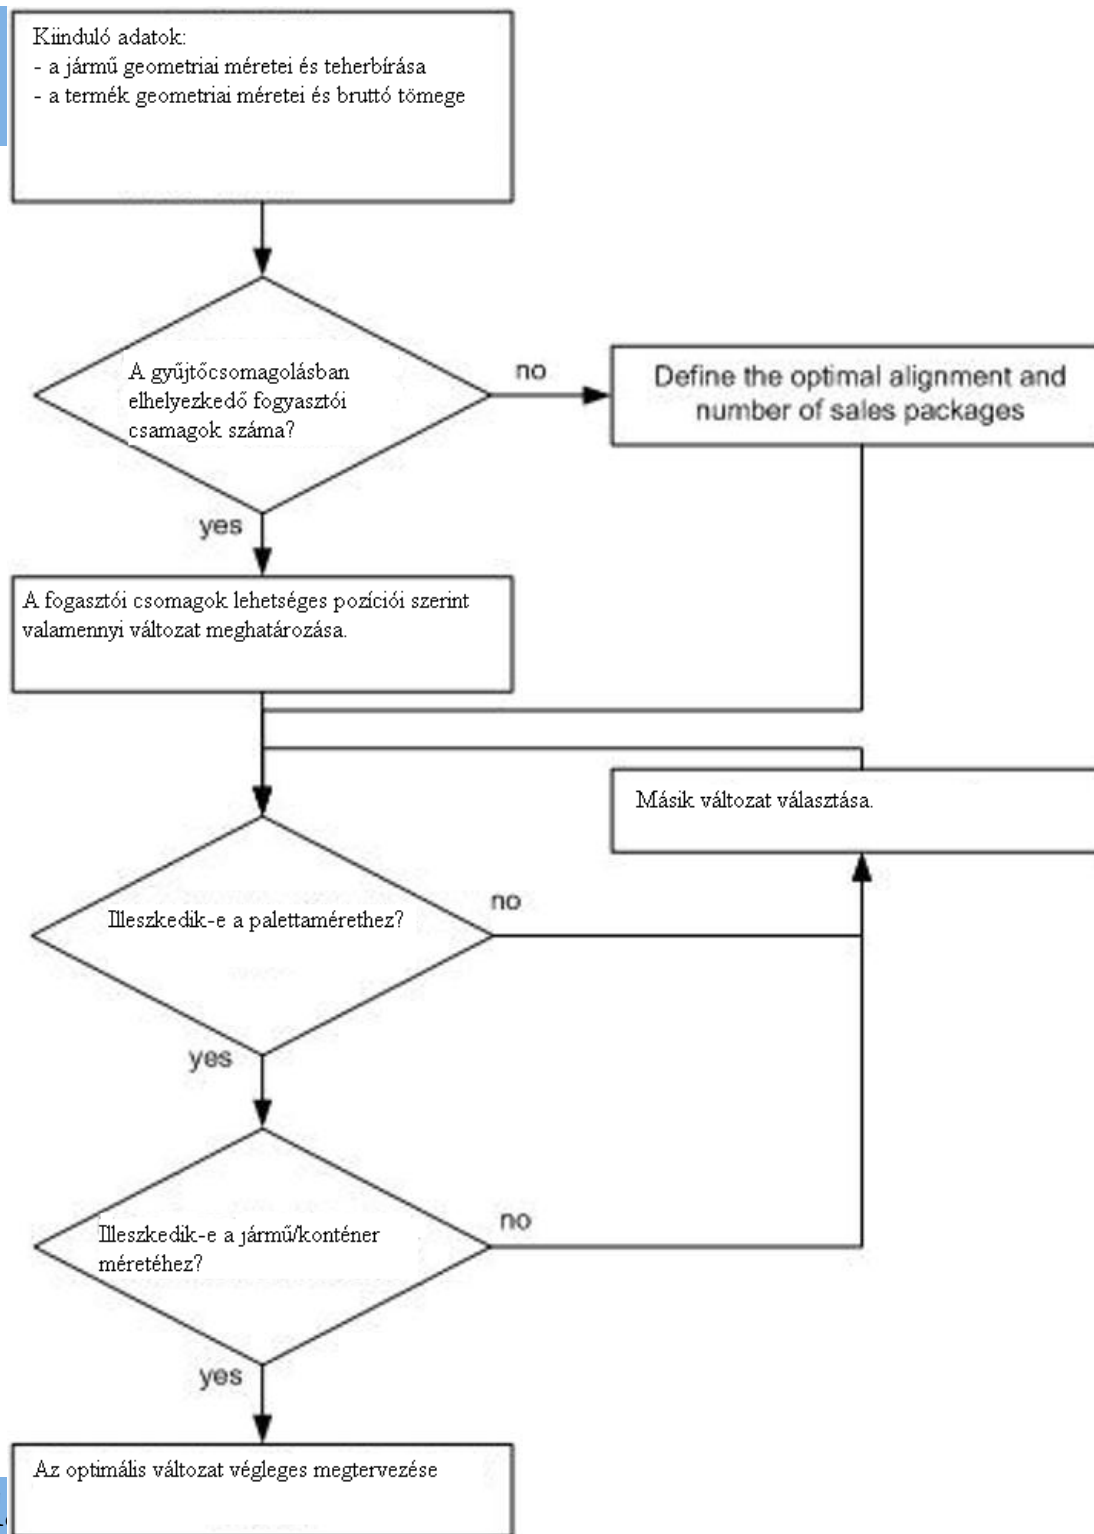 Kiinduló adatok:
- a jármű geometriai méretei és teherbírása
- a termék geometriai méretei és bruttó tömege
A gyűjtőcsomagolásban
elhelyezkedő fogyasztói
csamagok száma?
no
Define the optimal alignment and
number of sales packages
yes
A fogasztói csomagok lehetséges pozíciói szerint
valamennyi változat meghatározása.
Másik változat választása.
Illeszkedik-e a palettamérethez?
no
yes
Illeszkedik-e a jármű/konténer
méretéhez?
no
yes
Az optimális változat végleges megtervezése